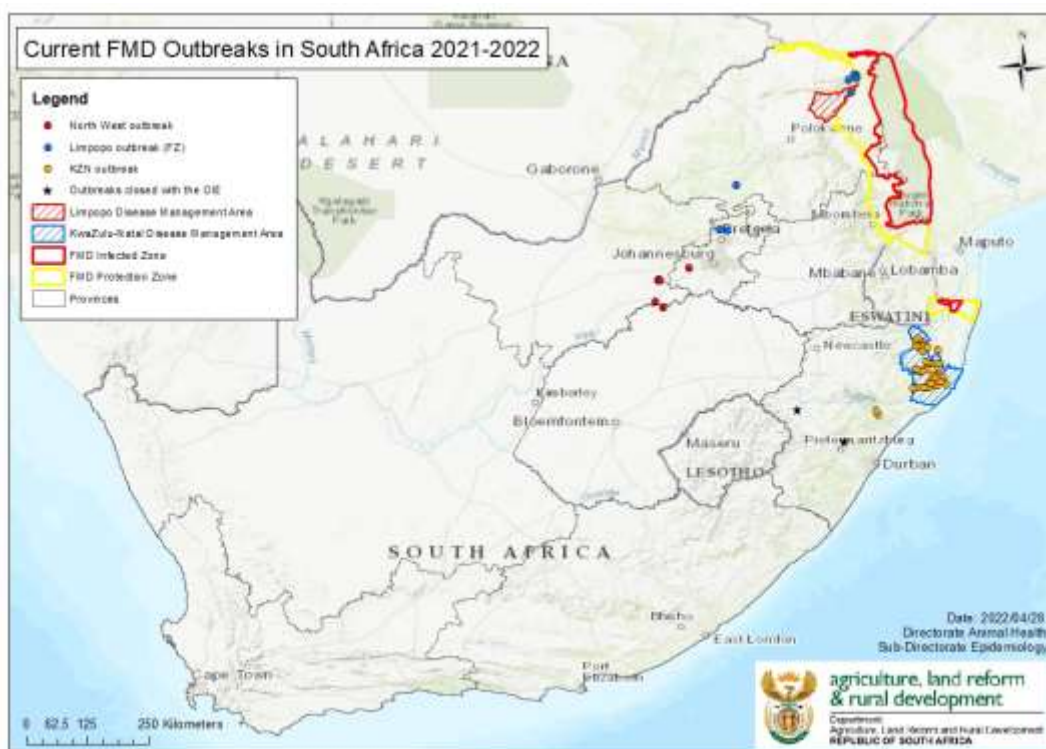 Current FMD Outbreaks in South Africa 2021-2022
N
Legend
North West outbreak
Limpopo outbreak (FZ)
KZN outbreak
Outbreaks closed with the OIE
Limpopo Disease Management Area
KwaZulu-Natal Disease Management Area
FMD Infected Zone
FMD Protection Zone
Provinces
DESERT
Gaborone
Johannesburg
Maputo
Mbabane
Lobamba
ESWATINI
Newcastle
Kimberley
Bloemfontein
Maseru
LESOTHO
Pietermaritzburg
Durban
SOUTH AFRICA
Bhisho
East London
Port
Cape Town
0 62.5 125 250 Kilometers
Date: 2022/04/28
Directorate Animal Health
Sub-Directorate Epidemiology
agriculture, land reform
& rural development
Department:
Agriculture, Land Reform and Rural Development
REPUBLIC OF SOUTH AFRICA